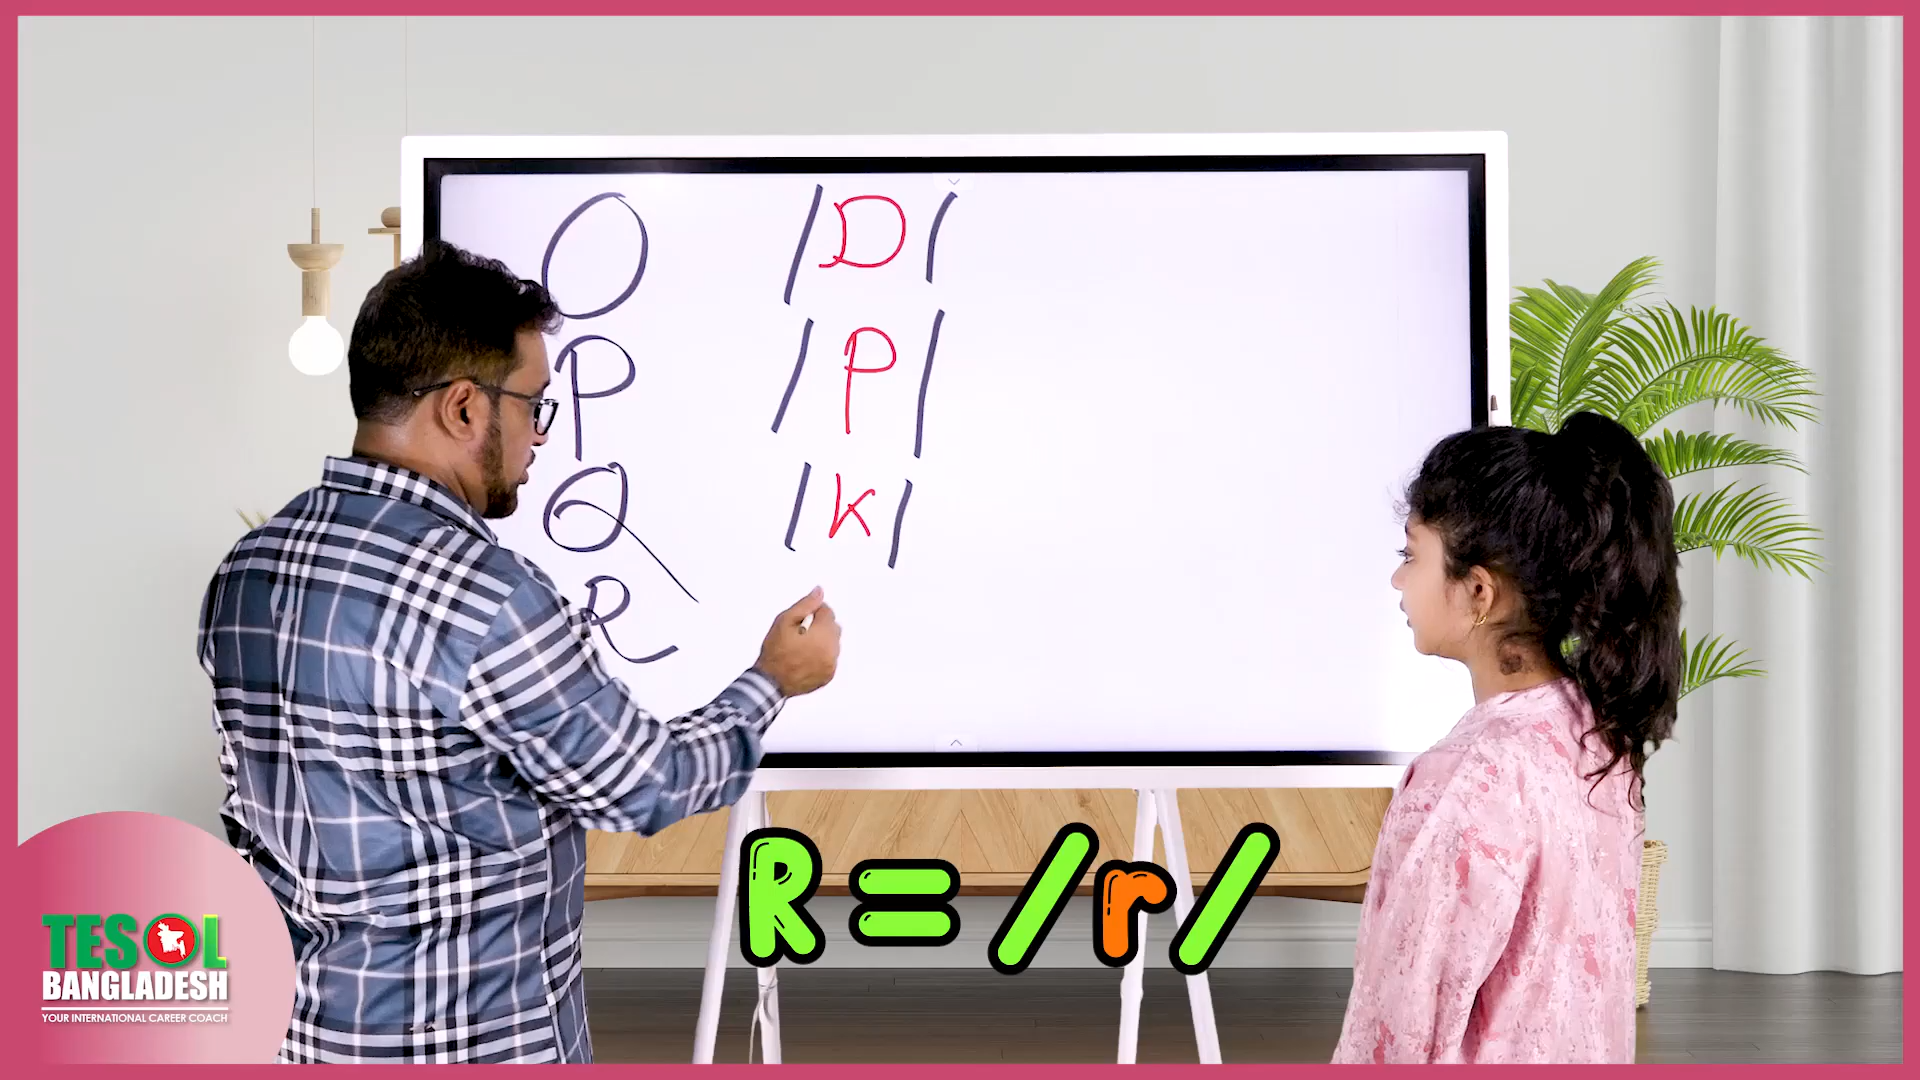 O /D/
P /P/
Q /K/
R
R = /r/
TESOL
BANGLADESH
YOUR INTERNATIONAL CAREER COACH